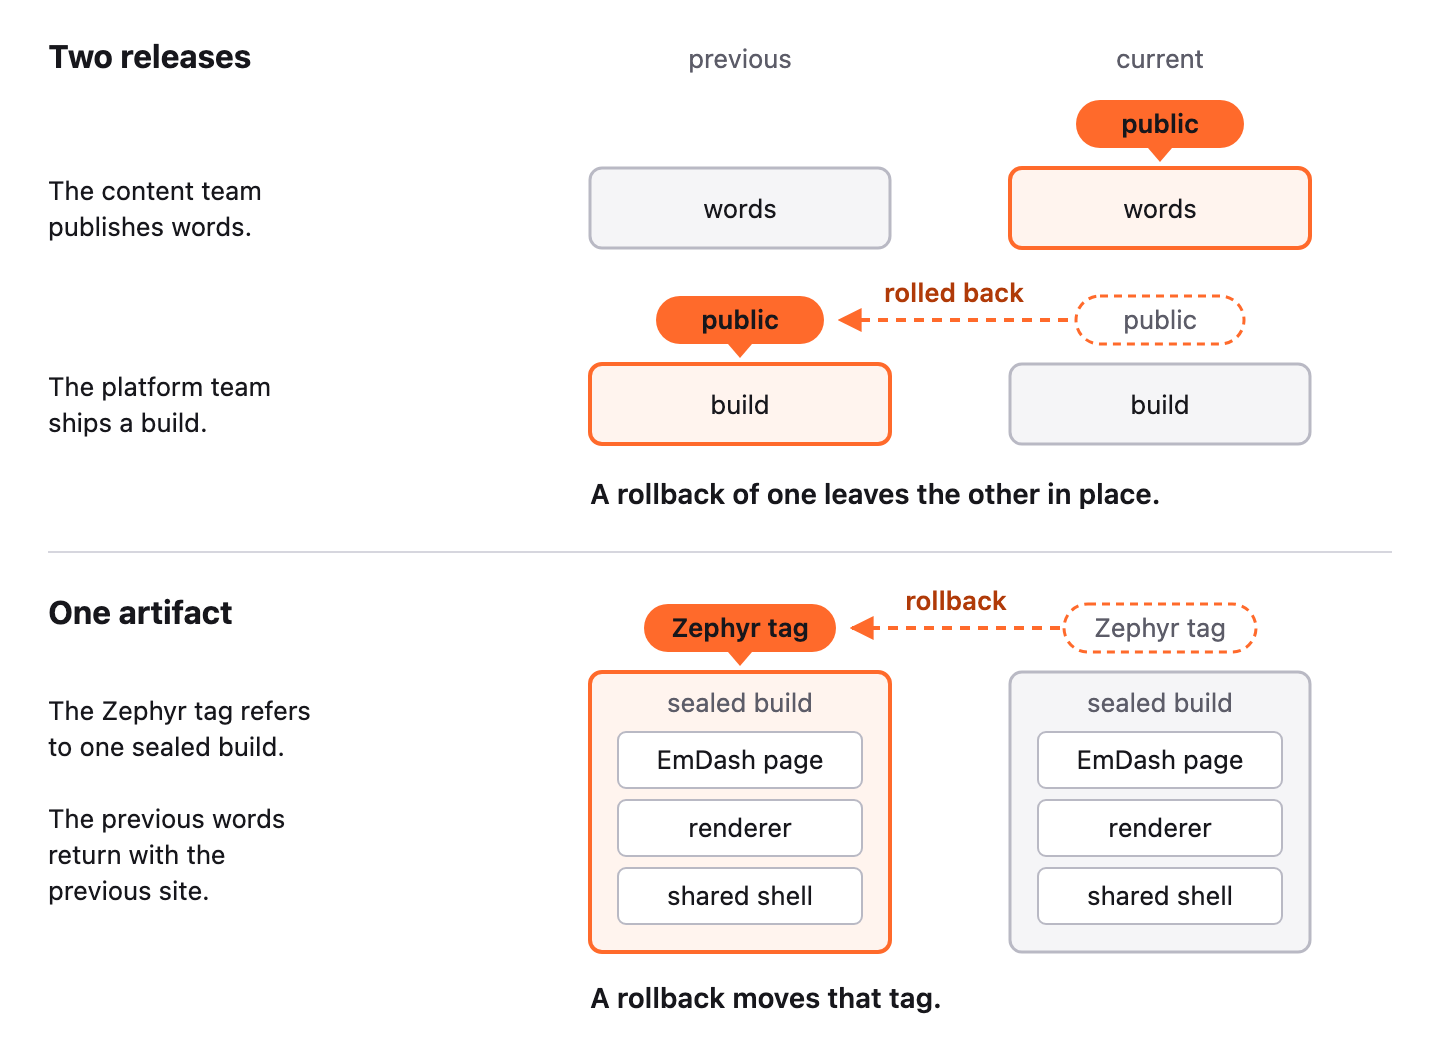 Two releases
previous
current
public
The content team
publishes words.
words
words
rolled back
public
public
The platform team
ships a build.
build
build
A rollback of one leaves the other in place.
One artifact
rollback
Zephyr tag
Zephyr tag
The Zephyr tag refers
to one sealed build.
The previous words
return with the
previous site.
sealed build
EmDash page
renderer
shared shell
sealed build
EmDash page
renderer
shared shell
A rollback moves that tag.